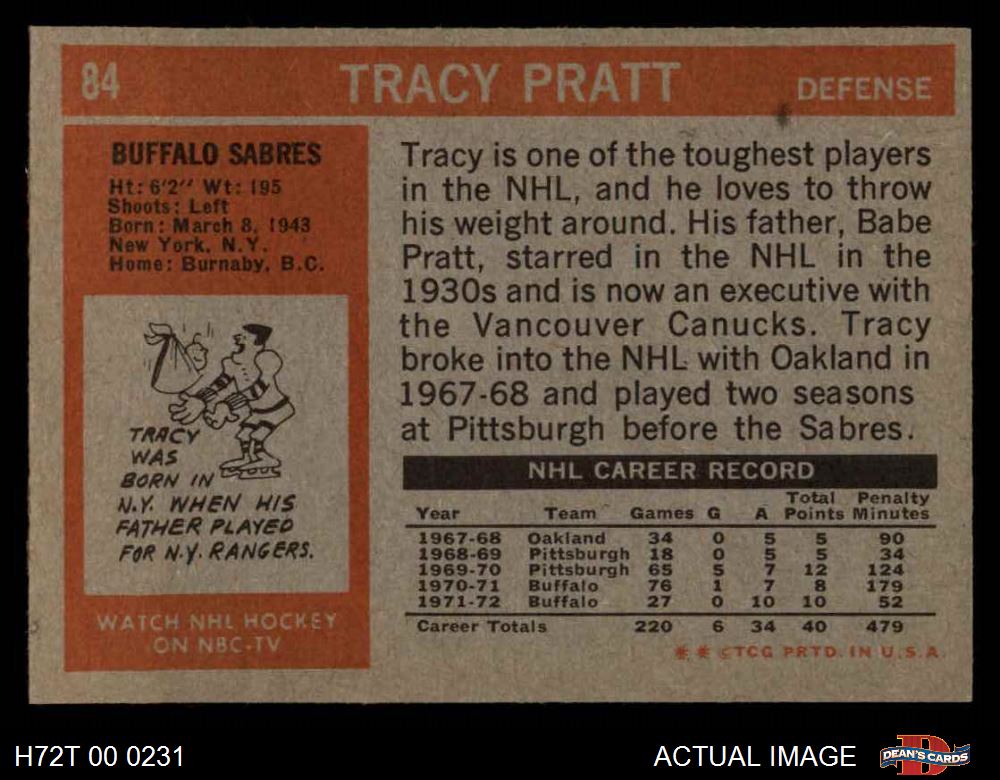 84 TRACY PRATT DEFENSE
BUFFALO SABRES
Ht: 6'2'' Wt: 195
Shoots: Left
Born: March 8, 1943
New York, N.Y.
Home: Burnaby, B.C.
TRACY
WAS
BORN IN
N.Y. WHEN HIS
FATHER PLAYED
FOR N.Y. RANGERS.
WATCH NHL HOCKEY
ON NBC-TV
Tracy is one of the toughest players
in the NHL, and he loves to throw
his weight around. His father, Babe
Pratt, starred in the NHL in the
1930s and is now an executive with
the Vancouver Canucks. Tracy
broke into the NHL with Oakland in
1967-68 and played two seasons
at Pittsburgh before the Sabres.
NHL CAREER RECORD
Total Penalty
Year Team Games G A Points Minutes
1967-68 Oakland 34 0 5 5 90
1968-69 Pittsburgh 18 0 5 5 34
1969-70 Pittsburgh 65 5 7 12 124
1970-71 Buffalo 76 1 7 8 179
1971-72 Buffalo 27 0 10 10 52
Career Totals 220 6 34 40 479
* * ©TCG PRTD. IN U.S.A.
H72T 00 0231 ACTUAL IMAGE DEAN'S CARDS